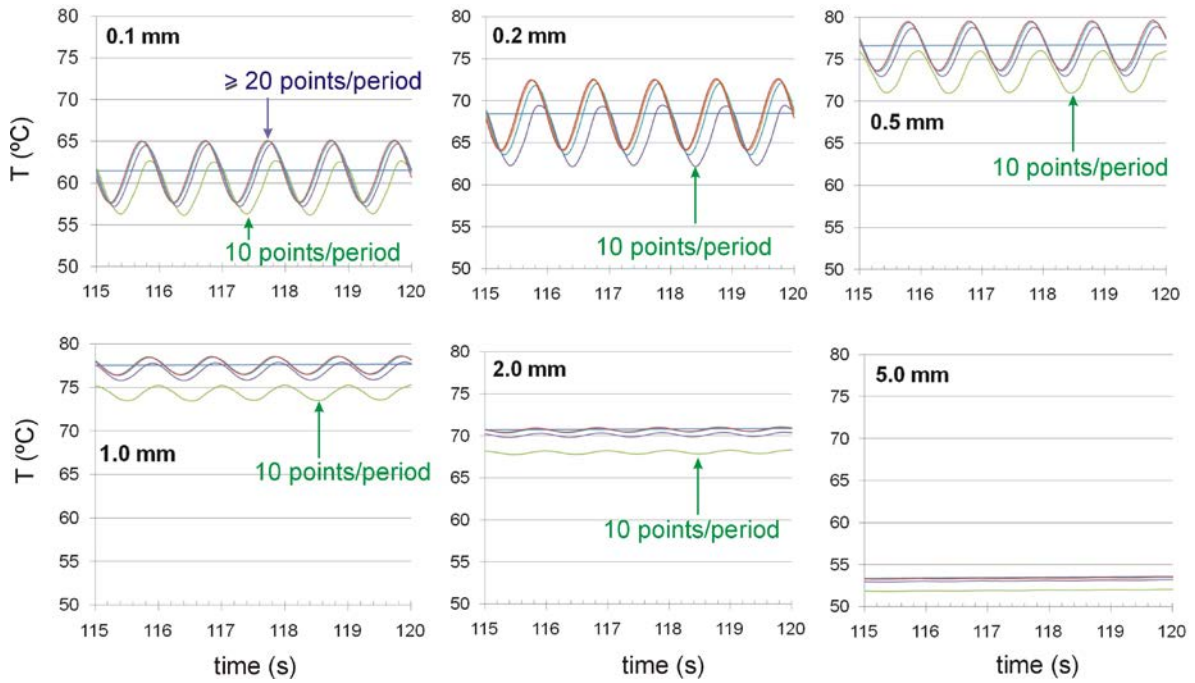 80
75
70
65
60
55
50
T (ºC)
0.1 mm
⩾ 20 points/period
10 points/period
115 116 117 118 119 120
80
75
70
65
60
55
50
0.2 mm
10 points/period
115 116 117 118 119 120
80
75
70
65
60
55
50
0.5 mm
10 points/period
115 116 117 118 119 120
80
75
70
65
60
55
50
T (ºC)
1.0 mm
10 points/period
115 116 117 118 119 120
time (s)
80
75
70
65
60
55
50
2.0 mm
10 points/period
115 116 117 118 119 120
time (s)
80
75
70
65
60
55
50
5.0 mm
115 116 117 118 119 120
time (s)